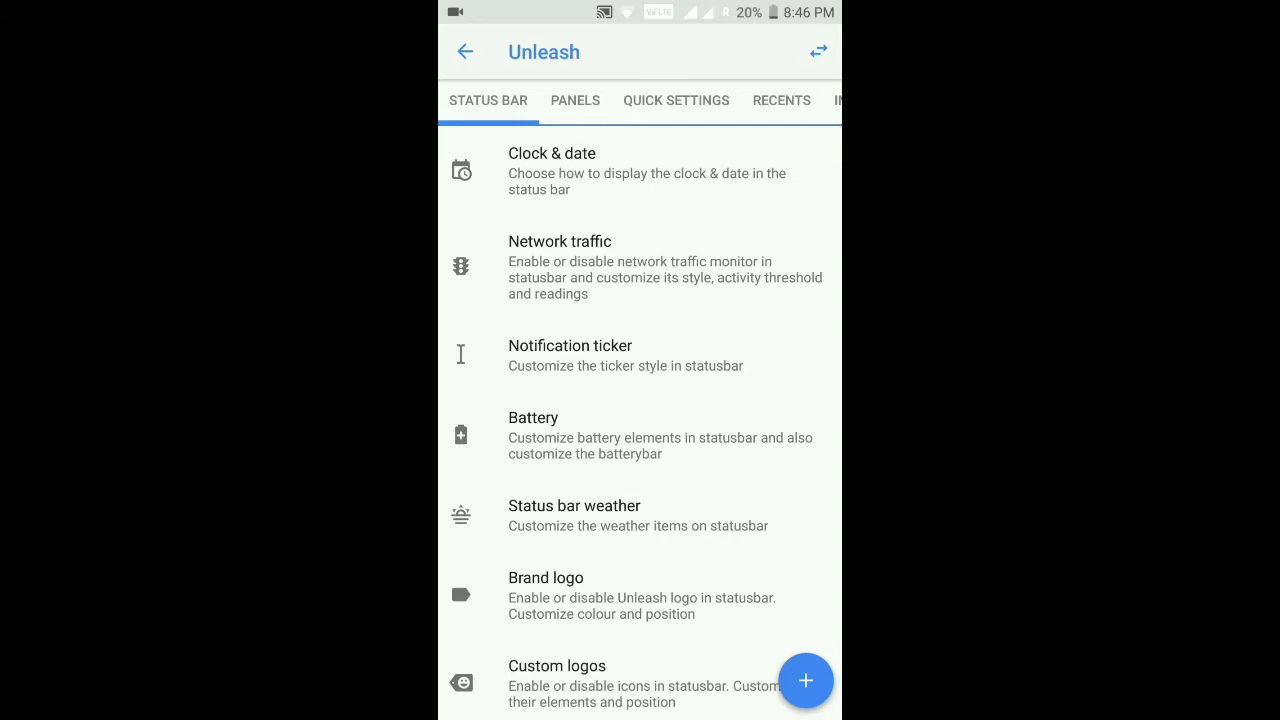 VoLTE R 20% 8:46 PM
Unleash
STATUS BAR PANELS QUICK SETTINGS RECENTS
Clock & date
Choose how to display the clock & date in the
status bar
Network traffic
Enable or disable network traffic monitor in
statusbar and customize its style, activity threshold
and readings
Notification ticker
Customize the ticker style in statusbar
Battery
Customize battery elements in statusbar and also
customize the batterybar
Status bar weather
Customize the weather items on statusbar
Brand logo
Enable or disable Unleash logo in statusbar.
Customize colour and position
Custom logos
Enable or disable icons in statusbar. Custom
their elements and position